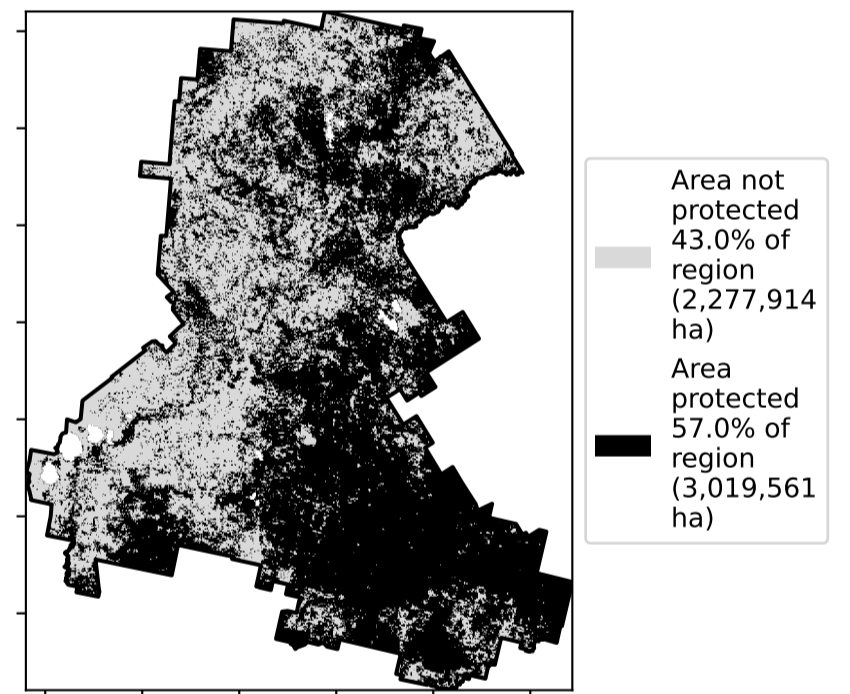 Area not
protected
43.0% of
region
(2,277,914
ha)
Area
protected
57.0% of
region
(3,019,561
ha)